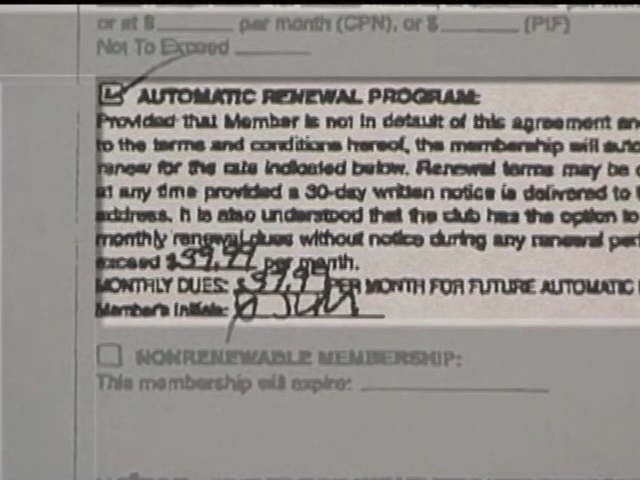 or at $ per month (CPN), or $ (PIF)
Not To Exceed
AUTOMATIC RENEWAL PROGRAM:
Provided that Member is not in default of this agreement
to the terms and conditions hereof, the membership will
renew for the rate indicated below. Renewal terms may be
at any time provided a 30-day written notice is delivered to
address. It is also understood that the club has the option to
monthly renewal dues without notice during any renewal
exceed $39.99 per month.
MONTHLY DUES: $39.99 PER MONTH FOR FUTURE AUTOMATIC
Member's Initials:
NONRENEWABLE MEMBERSHIP:
This membership will expire: